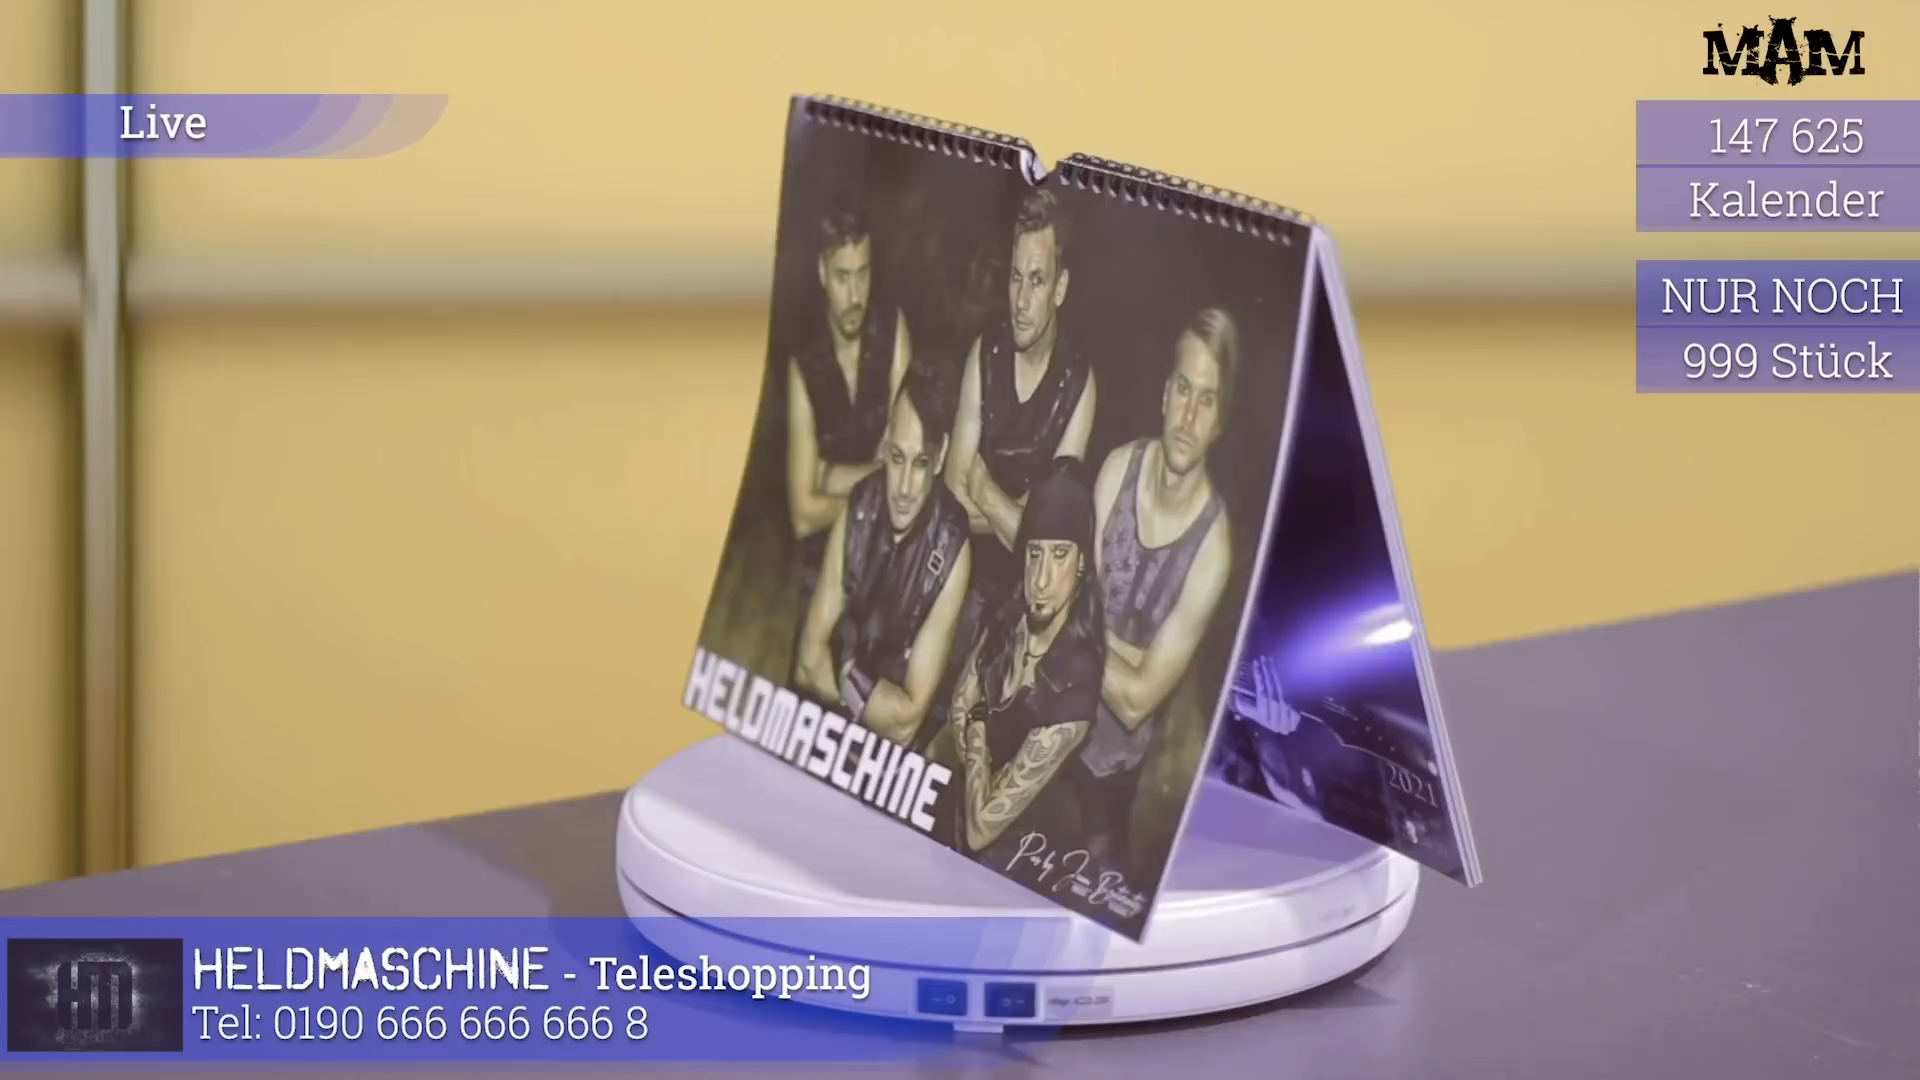 MAM
Live
147 625
Kalender
NUR NOCH
999 Stück
HELDMASCHINE
2021
HM
HELDMASCHINE - Teleshopping
Tel: 0190 666 666 666 8